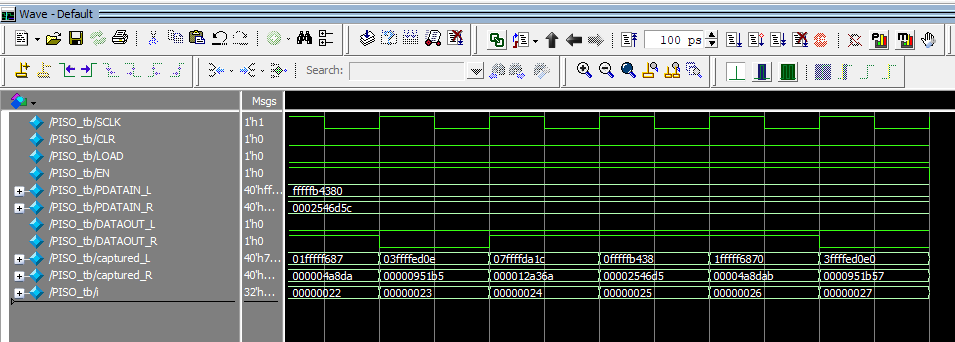 Wave - Default
100 ps
Search:
Msgs
/PISO_tb/SCLK 1'h1
/PISO_tb/CLR 1'h0
/PISO_tb/LOAD 1'h0
/PISO_tb/EN 1'h0
/PISO_tb/PDATAIN_L 40'hff... fffffb4380
/PISO_tb/PDATAIN_R 40'h... 0002546d5c
/PISO_tb/DATAOUT_L 1'h0
/PISO_tb/DATAOUT_R 1'h0
/PISO_tb/captured_L 40'h7... 01fffff687 03ffffed0e 07ffffda1c 0fffffb438 1fffff6870 3ffffed0e0
/PISO_tb/captured_R 40'h... 000004a8da 00000951b5 000012a36a 00002546d5 00004a8dab 0000951b57
/PISO_tb/i 32'h... 00000022 00000023 00000024 00000025 00000026 00000027